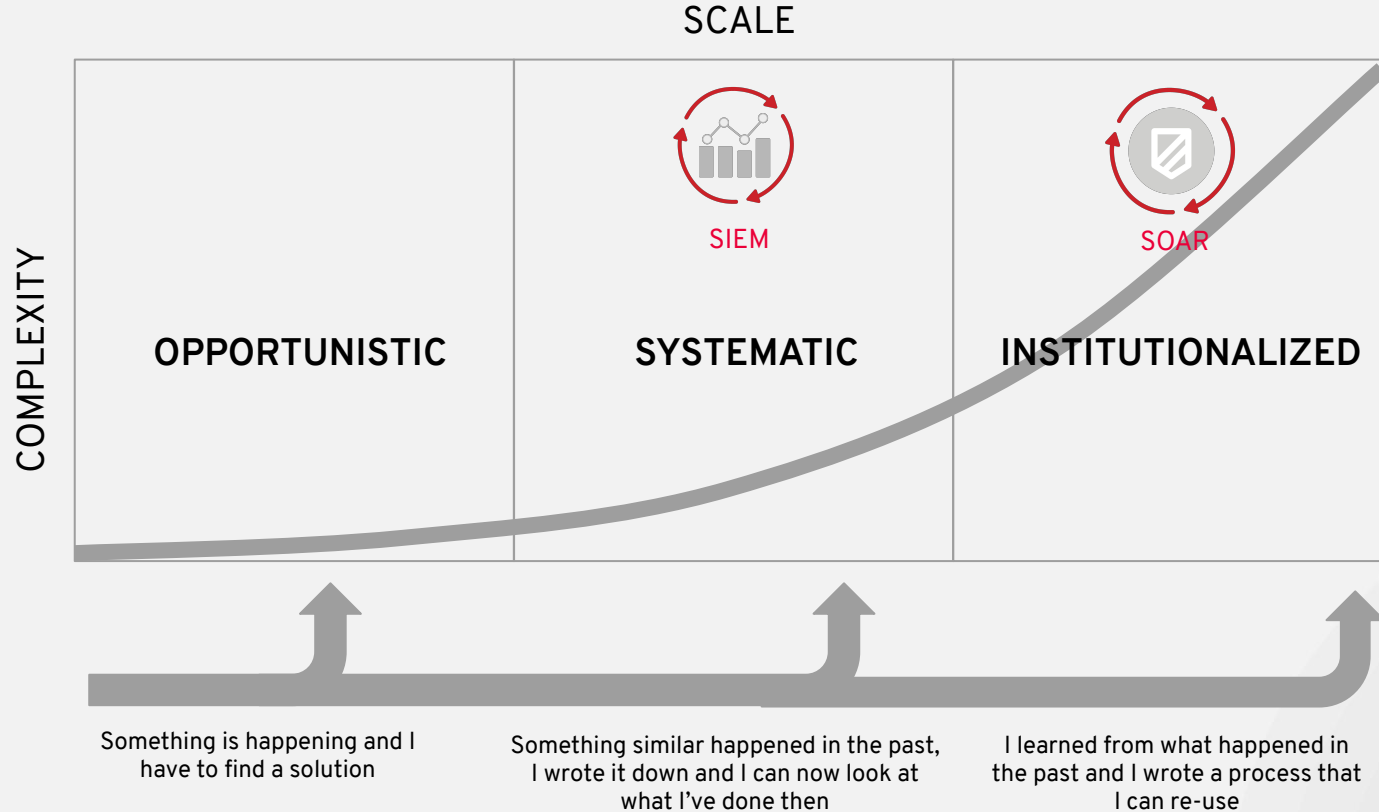 SCALE
COMPLEXITY
SIEM
SOAR
OPPORTUNISTIC
SYSTEMATIC
INSTITUTIONALIZED
Something is happening and I
have to find a solution
Something similar happened in the past,
I wrote it down and I can now look at
what I've done then
I learned from what happened in
the past and I wrote a process that
I can re-use